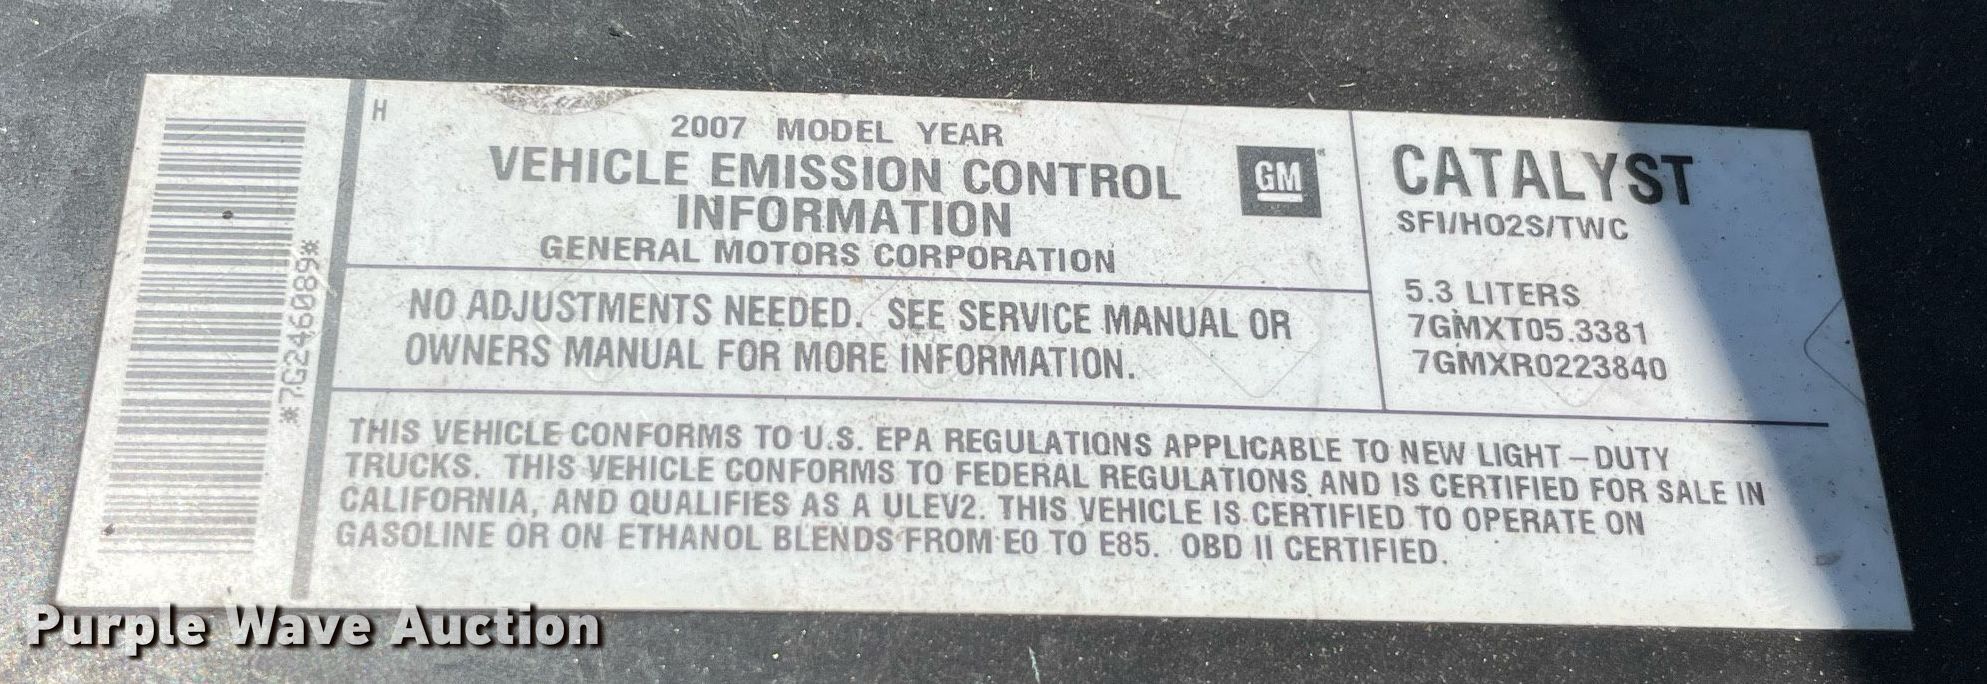 H
2007 MODEL YEAR
VEHICLE EMISSION CONTROL
INFORMATION
GENERAL MOTORS CORPORATION
GM
CATALYST
SFI/HO2S/TWC
5.3 LITERS
7GMXT05.3381
7GMXR0223840
NO ADJUSTMENTS NEEDED. SEE SERVICE MANUAL OR
OWNERS MANUAL FOR MORE INFORMATION.
THIS VEHICLE CONFORMS TO U.S. EPA REGULATIONS APPLICABLE TO NEW LIGHT-DUTY
TRUCKS. THIS VEHICLE CONFORMS TO FEDERAL REGULATIONS AND IS CERTIFIED FOR SALE IN
CALIFORNIA, AND QUALIFIES AS A ULEV2. THIS VEHICLE IS CERTIFIED TO OPERATE ON
GASOLINE OR ON ETHANOL BLENDS FROM E0 TO E85. OBD II CERTIFIED.
*7G246089*
Purple Wave Auction